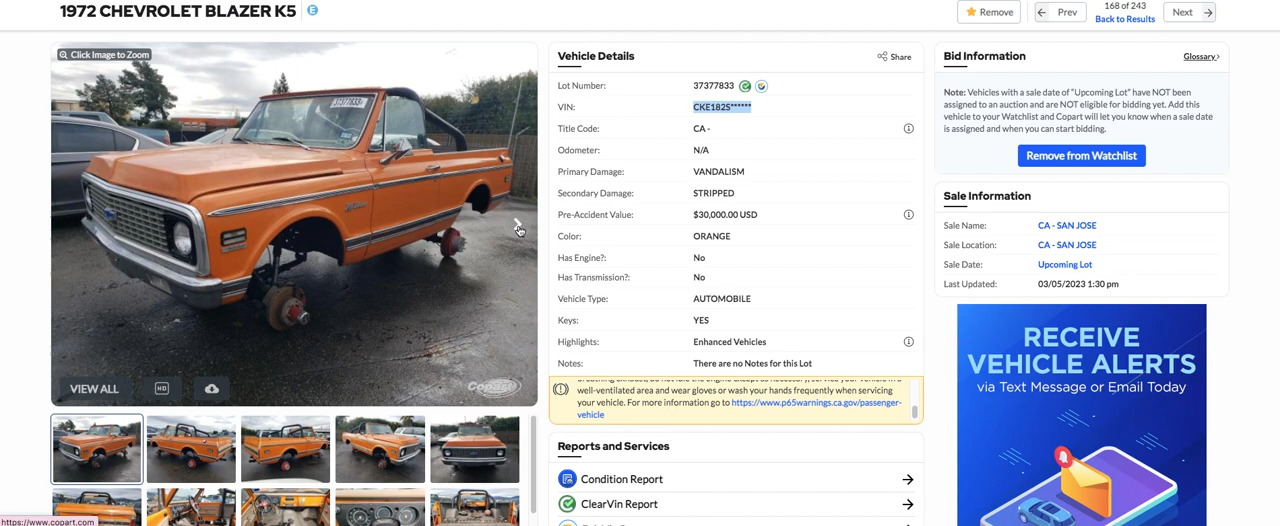 1972 CHEVROLET BLAZER K5
Remove
Prev
168 of 243
Back to Results
Next
Click Image to Zoom
37377833
Copart
VIEW ALL
HD
Vehicle Details
Share
Lot Number: 37377833
VIN: CKE182S******
Title Code: CA -
Odometer: N/A
Primary Damage: VANDALISM
Secondary Damage: STRIPPED
Pre-Accident Value: $30,000.00 USD
Color: ORANGE
Has Engine?: No
Has Transmission?: No
Vehicle Type: AUTOMOBILE
Keys: YES
Highlights: Enhanced Vehicles
Notes: There are no Notes for this Lot
well-ventilated area and wear gloves or wash your hands frequently when servicing
your vehicle. For more information go to https://www.p65warnings.ca.gov/passenger-
vehicle
Reports and Services
Condition Report
ClearVin Report
Bid Information
Glossary
Note: Vehicles with a sale date of "Upcoming Lot" have NOT been
assigned to an auction and are NOT eligible for bidding yet. Add this
vehicle to your Watchlist and Copart will let you know when a sale date
is assigned and when you can start bidding.
Remove from Watchlist
Sale Information
Sale Name: CA - SAN JOSE
Sale Location: CA - SAN JOSE
Sale Date: Upcoming Lot
Last Updated: 03/05/2023 1:30 pm
RECEIVE
VEHICLE ALERTS
via Text Message or Email Today
https://www.copart.com